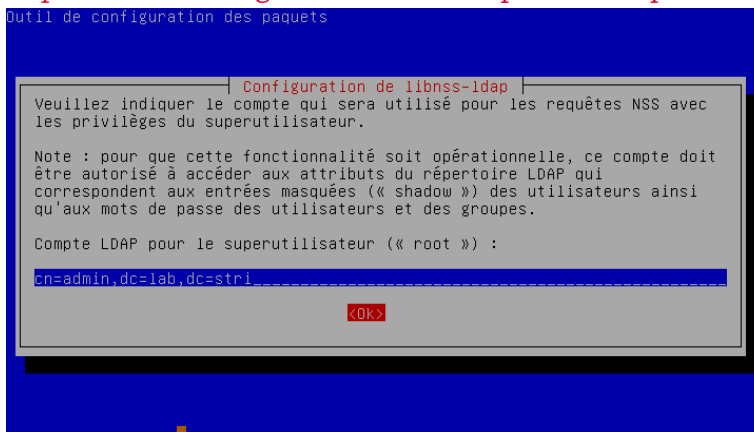 Outil de configuration des paquets
Configuration de libnss-ldap
Veuillez indiquer le compte qui sera utilisé pour les requêtes NSS avec
les privilèges du superutilisateur.
Note : pour que cette fonctionnalité soit opérationnelle, ce compte doit
être autorisé à accéder aux attributs du répertoire LDAP qui
correspondent aux entrées masquées (« shadow ») des utilisateurs ainsi
qu'aux mots de passe des utilisateurs et des groupes.
Compte LDAP pour le superutilisateur (« root ») :
cn=admin,dc=lab,dc=stri
<Ok>